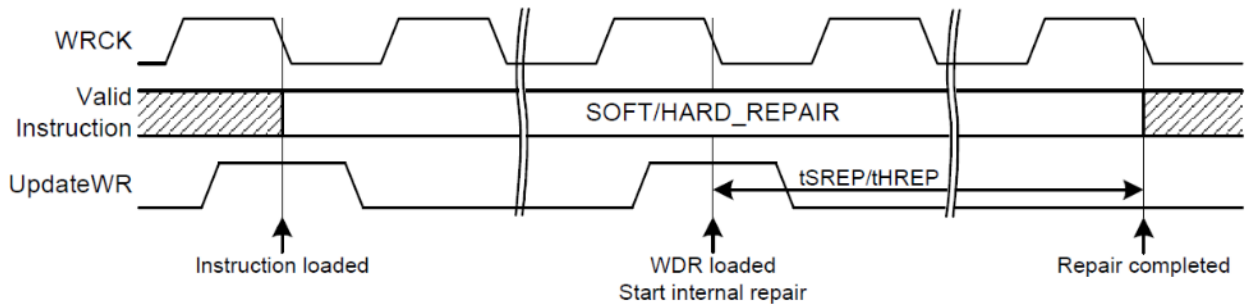 WRCK
Valid
Instruction
SOFT/HARD_REPAIR
UpdateWR
tSREP/tHREP
Instruction loaded
WDR loaded
Start internal repair
Repair completed